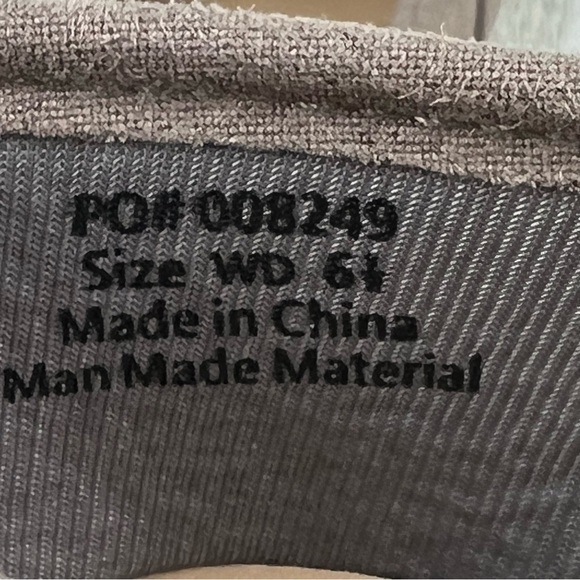 PO# 008249
Size WD 6½
Made in China
Man Made Material